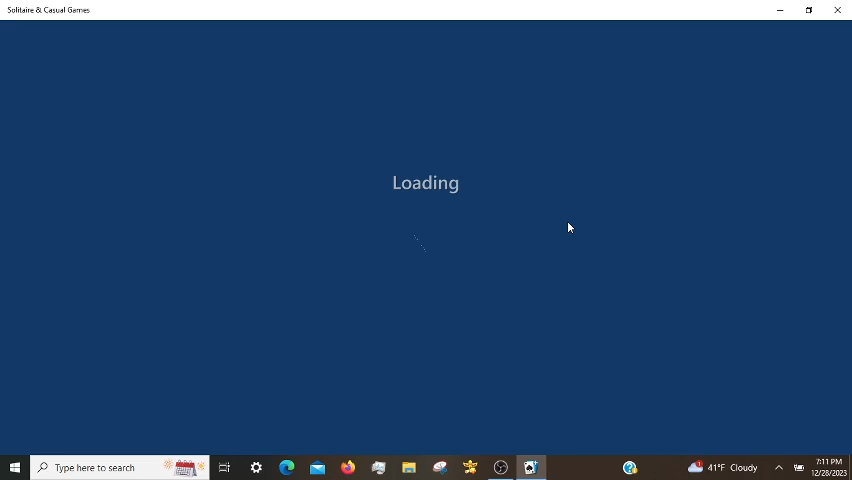 Solitaire & Casual Games
Loading
Type here to search
41°F Cloudy
7:11 PM
12/28/2023